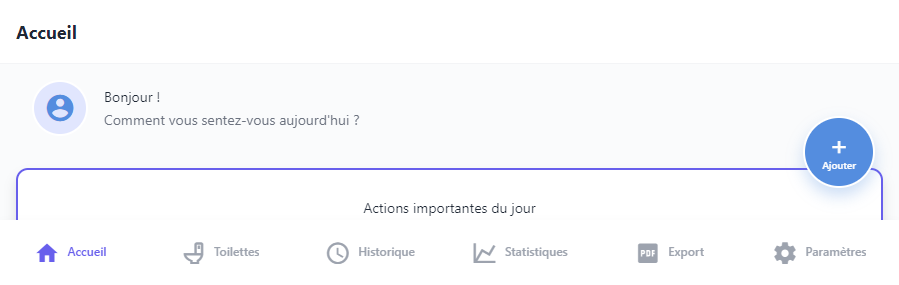 Accueil
Bonjour !
Comment vous sentez-vous aujourd'hui ?
+
Ajouter
Actions importantes du jour
Accueil
Toilettes
Historique
Statistiques
PDF
Export
Paramètres